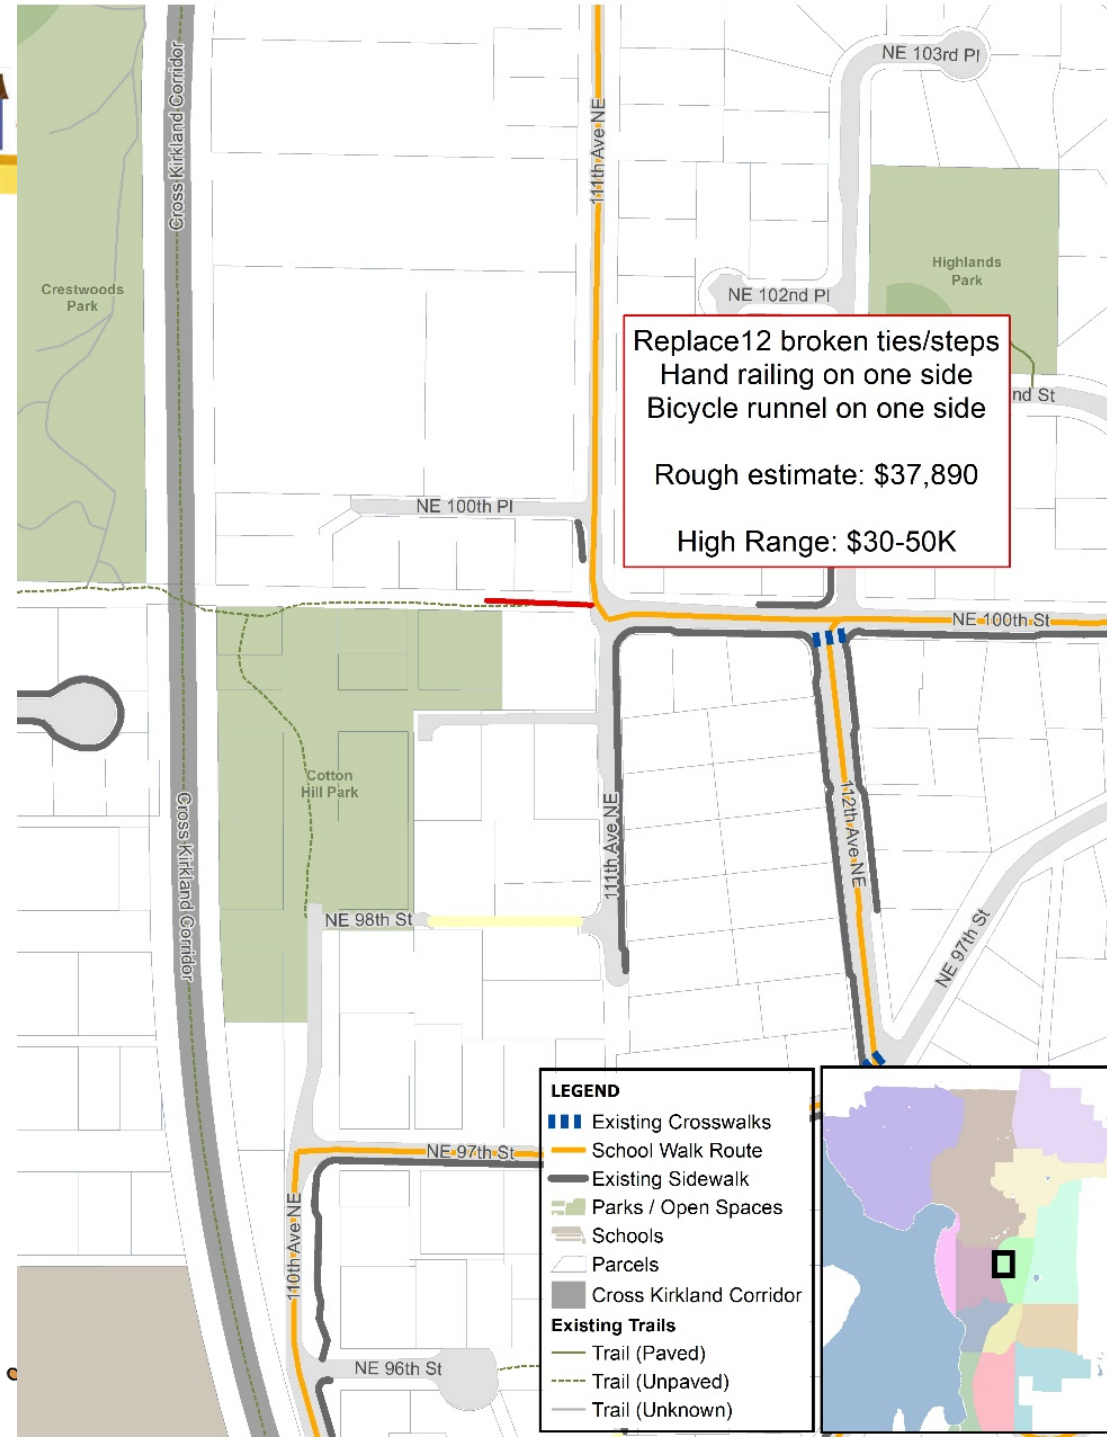 Cross Kirkland Corridor
111th Ave NE
NE 103rd Pl
Crestwoods
Park
Highlands
Park
NE 102nd Pl
Replace12 broken ties/steps
Hand railing on one side
Bicycle runnel on one side
Rough estimate: $37,890
High Range: $30-50K
nd St
NE 100th Pl
NE 100th St
Cotton
Hill Park
Cross Kirkland Corridor
111th Ave NE
112th Ave NE
NE 98th St
NE 97th St
NE 97th St
110th Ave NE
NE 96th St
LEGEND
Existing Crosswalks
School Walk Route
Existing Sidewalk
Parks / Open Spaces
Schools
Parcels
Cross Kirkland Corridor
Existing Trails
Trail (Paved)
Trail (Unpaved)
Trail (Unknown)